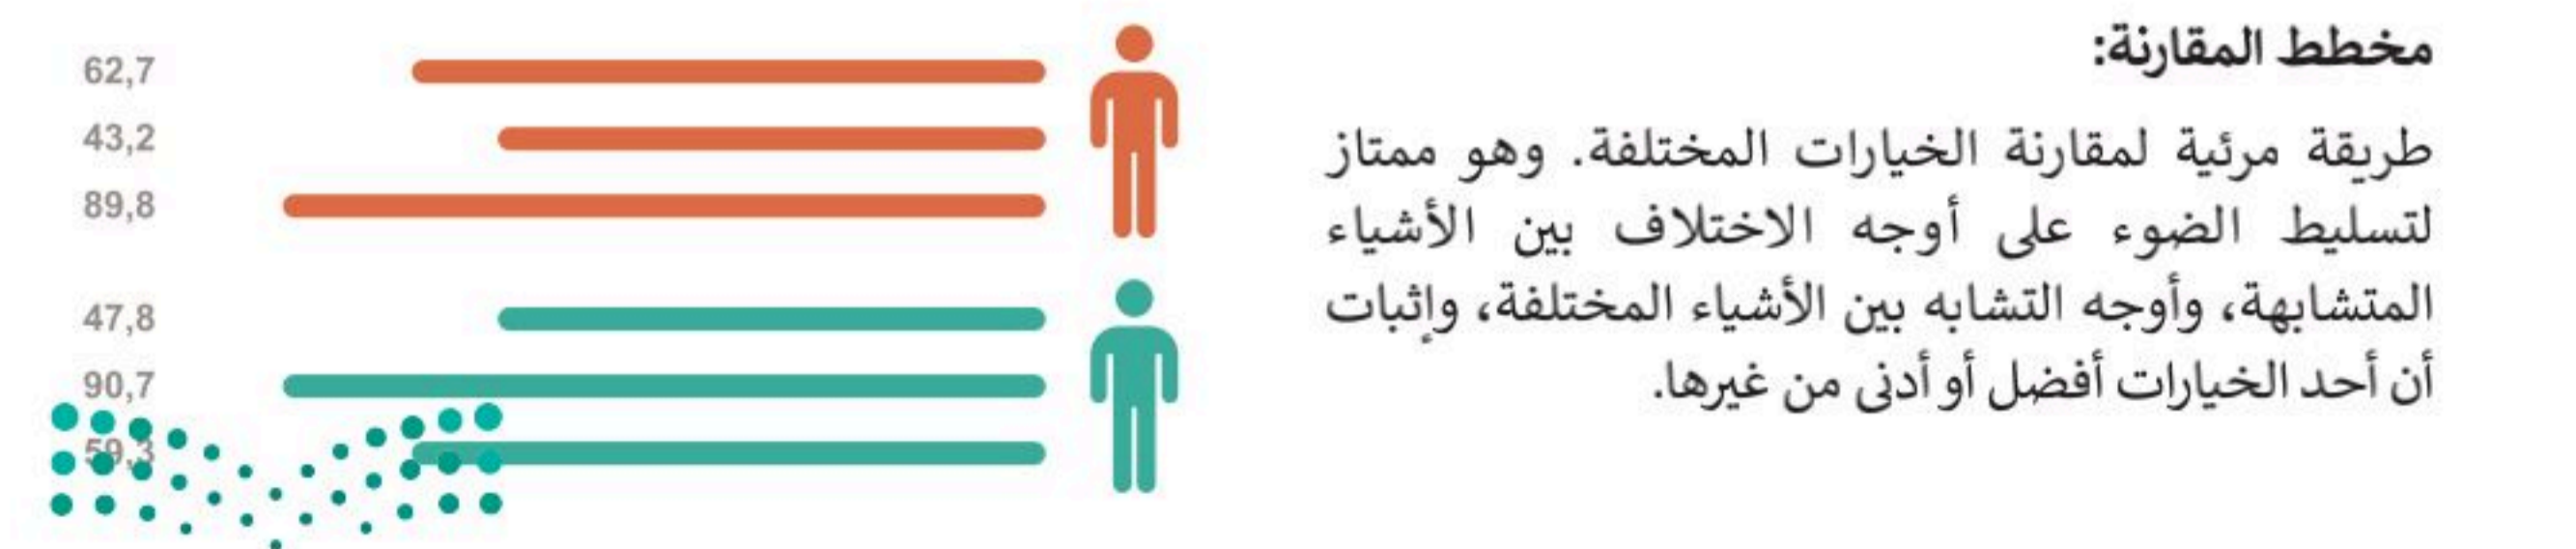 مخطط المقارنة:
طريقة مرئية لمقارنة الخيارات المختلفة. وهو ممتاز
لتسليط الضوء على أوجه الاختلاف بين الأشياء
المتشابهة، وأوجه التشابه بين الأشياء المختلفة، وإثبات
أن أحد الخيارات أفضل أو أدنى من غيرها.
62,7
43,2
89,8
47,8
90,7
59,3